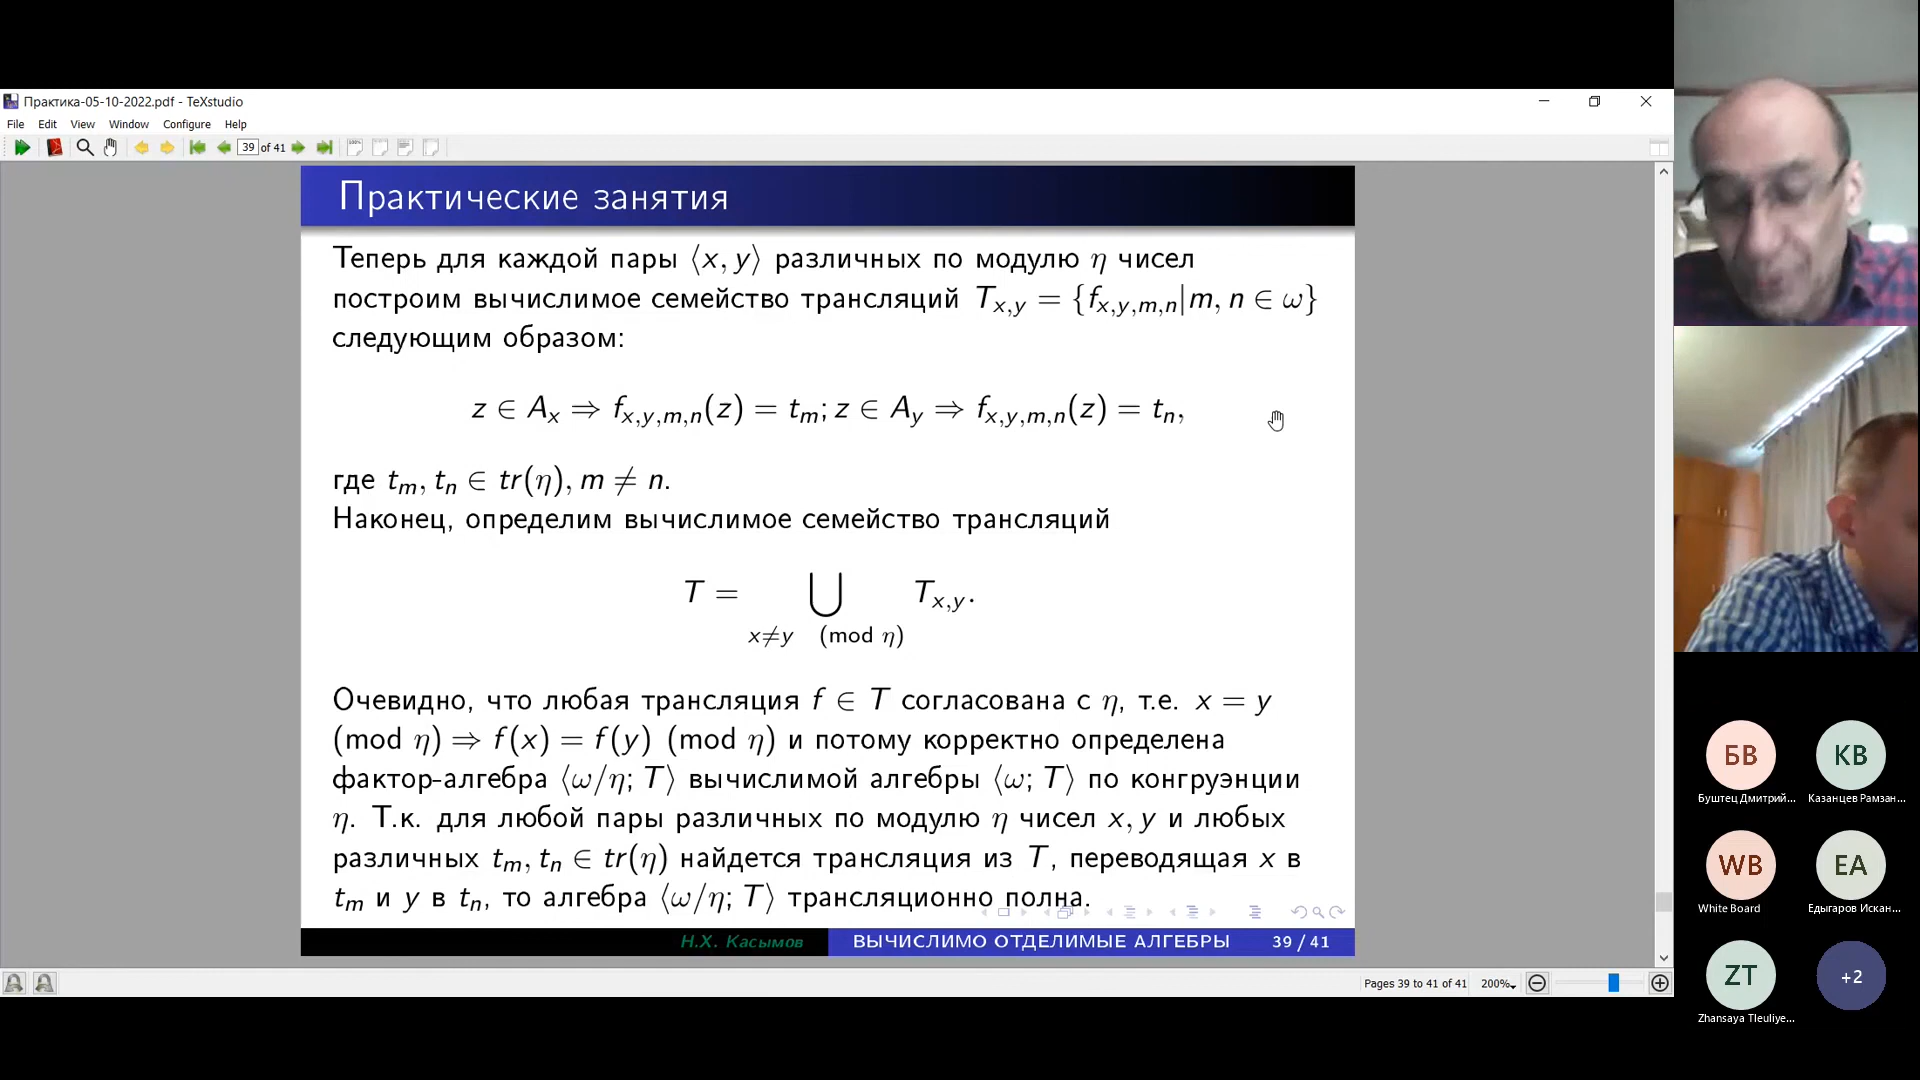 Практика-05-10-2022.pdf - TeXstudio
File Edit View Window Configure Help
39 of 41
Практические занятия
Теперь для каждой пары ⟨x, y⟩ различных по модулю η чисел
построим вычислимое семейство трансляций T_{x,y} = {f_{x,y,m,n}|m, n ∈ ω}
следующим образом:
z ∈ A_x ⇒ f_{x,y,m,n}(z) = t_m; z ∈ A_y ⇒ f_{x,y,m,n}(z) = t_n,
где t_m, t_n ∈ tr(η), m ≠ n.
Наконец, определим вычислимое семейство трансляций
T = ⋃ T_{x,y}.
x≠y (mod η)
Очевидно, что любая трансляция f ∈ T согласована с η, т.е. x = y
(mod η) ⇒ f(x) = f(y) (mod η) и потому корректно определена
фактор-алгебра ⟨ω/η; T⟩ вычислимой алгебры ⟨ω; T⟩ по конгруэнции
η. Т.к. для любой пары различных по модулю η чисел x, y и любых
различных t_m, t_n ∈ tr(η) найдется трансляция из T, переводящая x в
t_m и y в t_n, то алгебра ⟨ω/η; T⟩ трансляционно полна.
Н.Х. Касымов ВЫЧИСЛИМО ОТДЕЛИМЫЕ АЛГЕБРЫ 39 / 41
Pages 39 to 41 of 41 200%
БВ КВ
Буштец Дмитрий... Казанцев Рамзан...
WB ЕА
White Board Едыгаров Искан...
ZT +2
Zhansaya Tleuliye...